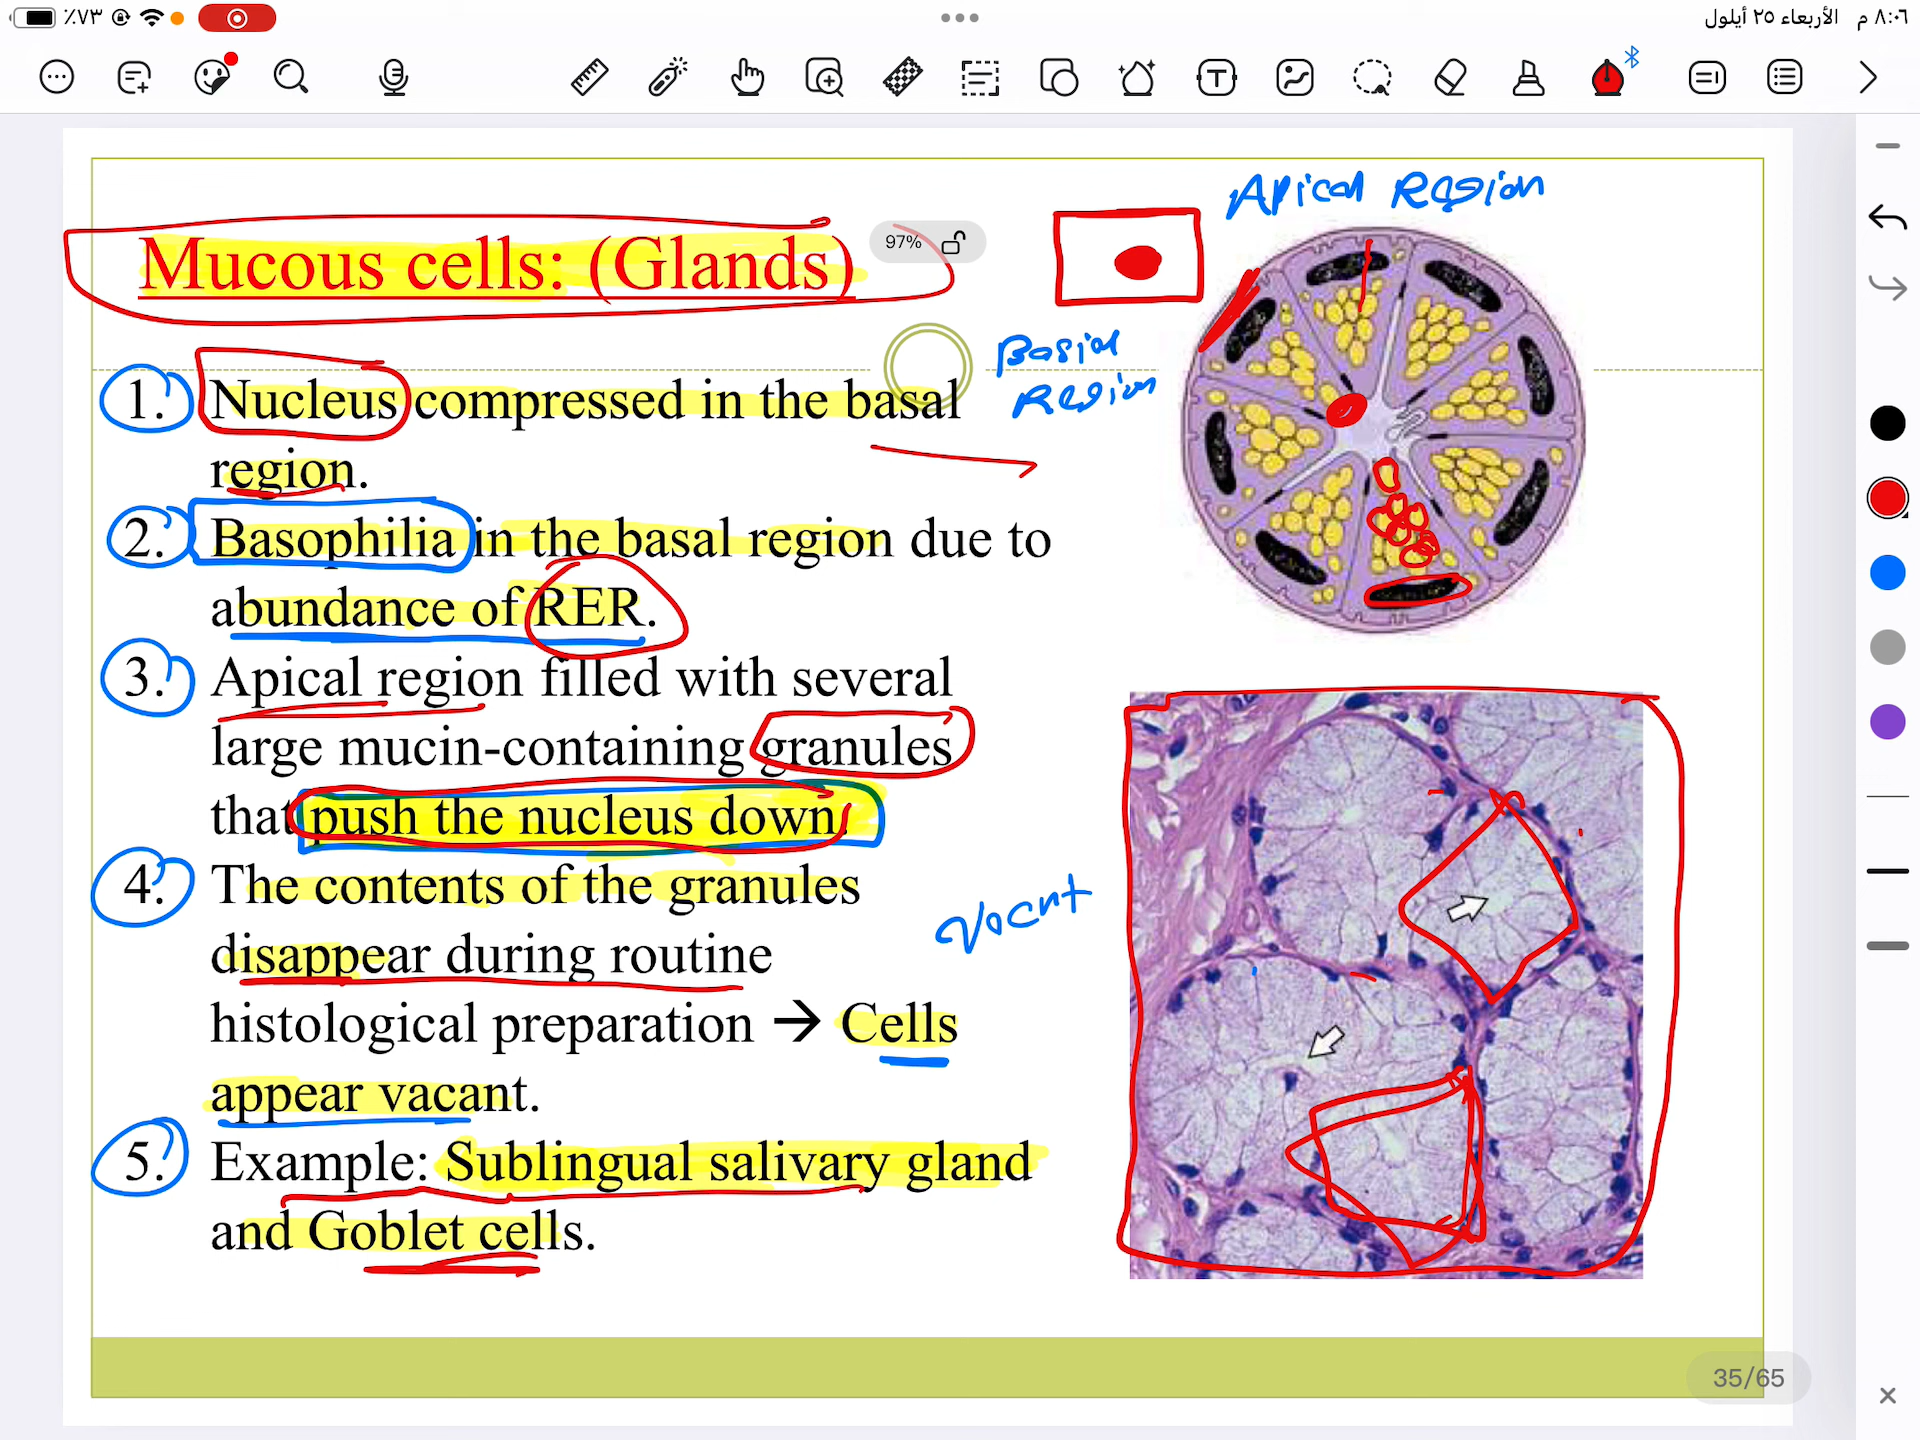 ٪٧٣
الأربعاء ٢٥ أيلول ٨:٠٦ م
Apical Region
Mucous cells: (Glands)
97%
Basial
Region
1. Nucleus compressed in the basal
region.
2. Basophilia in the basal region due to
abundance of RER.
3. Apical region filled with several
large mucin-containing granules
that push the nucleus down.
4. The contents of the granules
disappear during routine
histological preparation → Cells
appear vacant.
Vacnt
5. Example: Sublingual salivary gland
and Goblet cells.
35/65